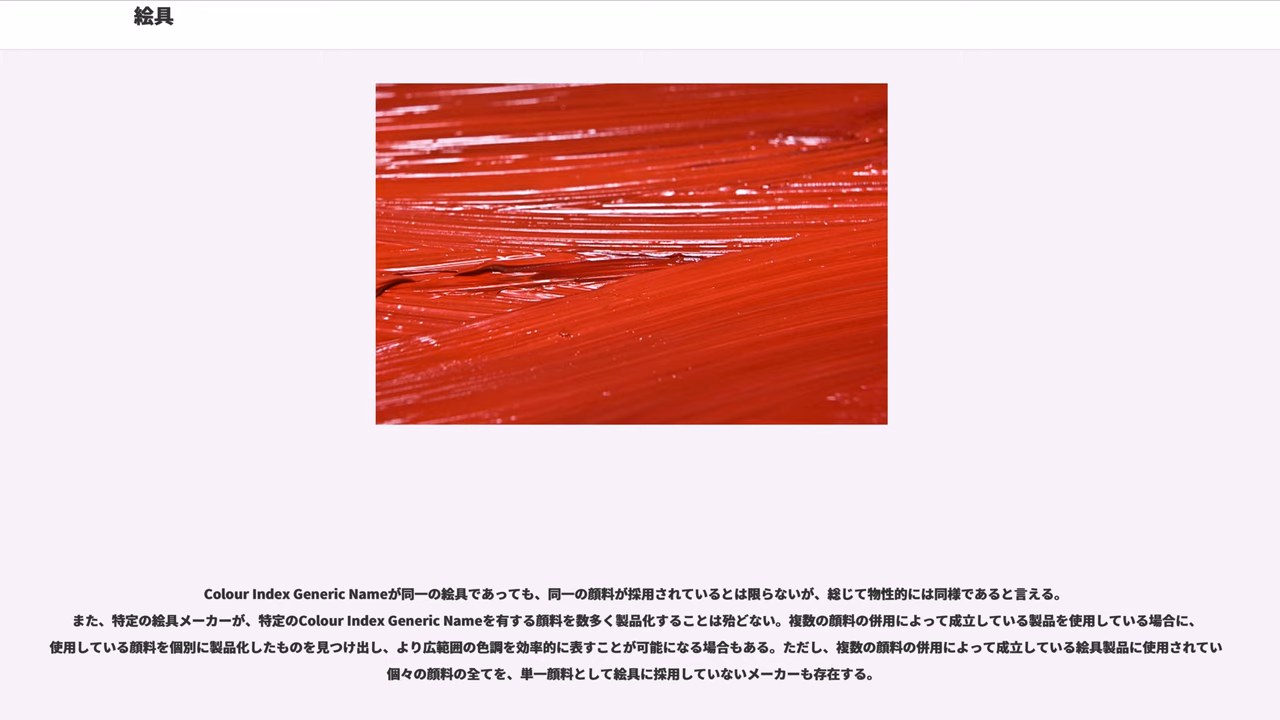 絵具
Colour Index Generic Nameが同一の絵具であっても、同一の顔料が採用されているとは限らないが、総じて物性的には同様であると言える。
また、特定の絵具メーカーが、特定のColour Index Generic Nameを有する顔料を数多く製品化することは殆どない。複数の顔料の併用によって成立している製品を使用している場合に、
使用している顔料を個別に製品化したものを見つけ出し、より広範囲の色調を効率的に表すことが可能になる場合もある。ただし、複数の顔料の併用によって成立している絵具製品に使用されてい
個々の顔料の全てを、単一顔料として絵具に採用していないメーカーも存在する。